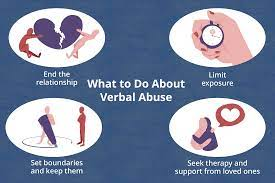 What to Do About
Verbal Abuse
End the
relationship
Limit
exposure
Set boundaries
and keep them
Seek therapy and
support from loved ones